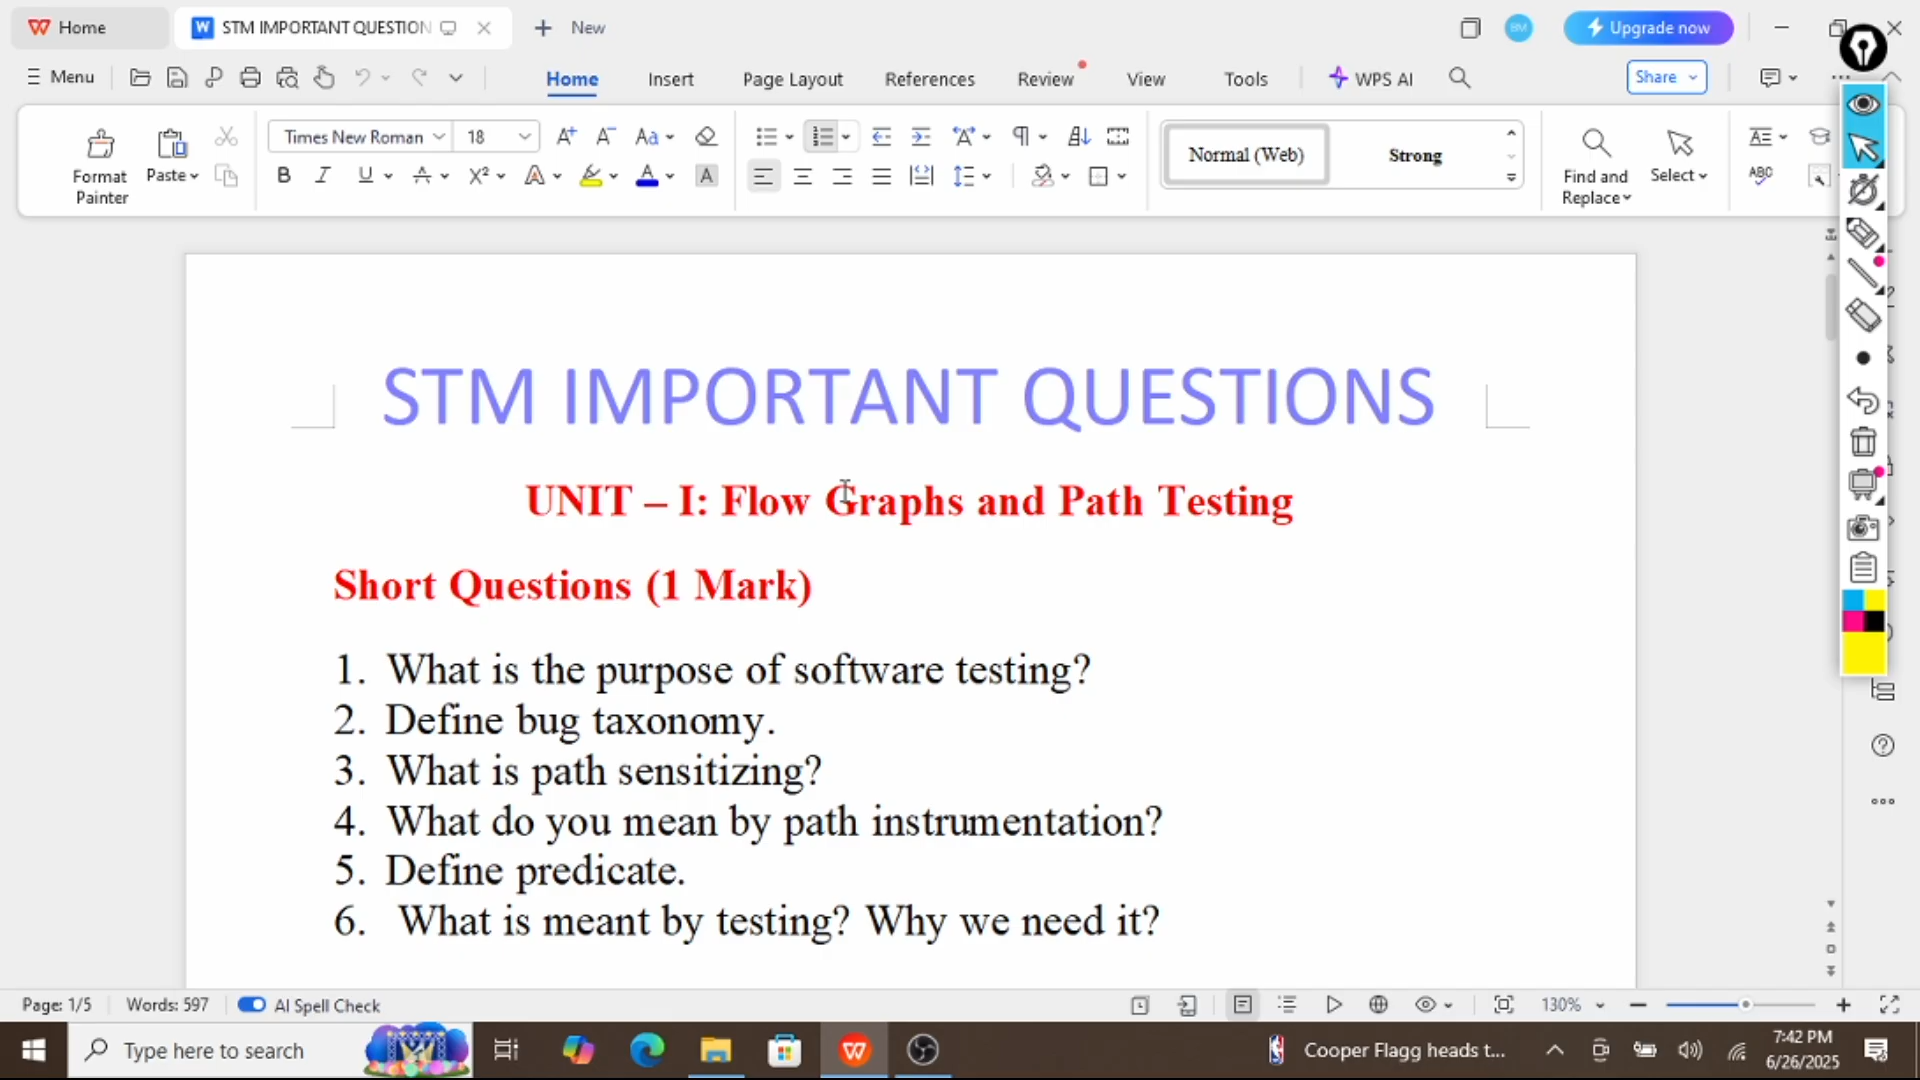 Home
STM IMPORTANT QUESTION
New
BM
Upgrade now
Menu
Home
Insert
Page Layout
References
Review
View
Tools
WPS AI
Share
Format Painter
Paste
Times New Roman
18
Normal (Web)
Strong
Find and Replace
Select
STM IMPORTANT QUESTIONS
UNIT – I: Flow Graphs and Path Testing
Short Questions (1 Mark)
1. What is the purpose of software testing?
2. Define bug taxonomy.
3. What is path sensitizing?
4. What do you mean by path instrumentation?
5. Define predicate.
6. What is meant by testing? Why we need it?
Page: 1/5
Words: 597
AI Spell Check
130%
Type here to search
Cooper Flagg heads t...
7:42 PM
6/26/2025